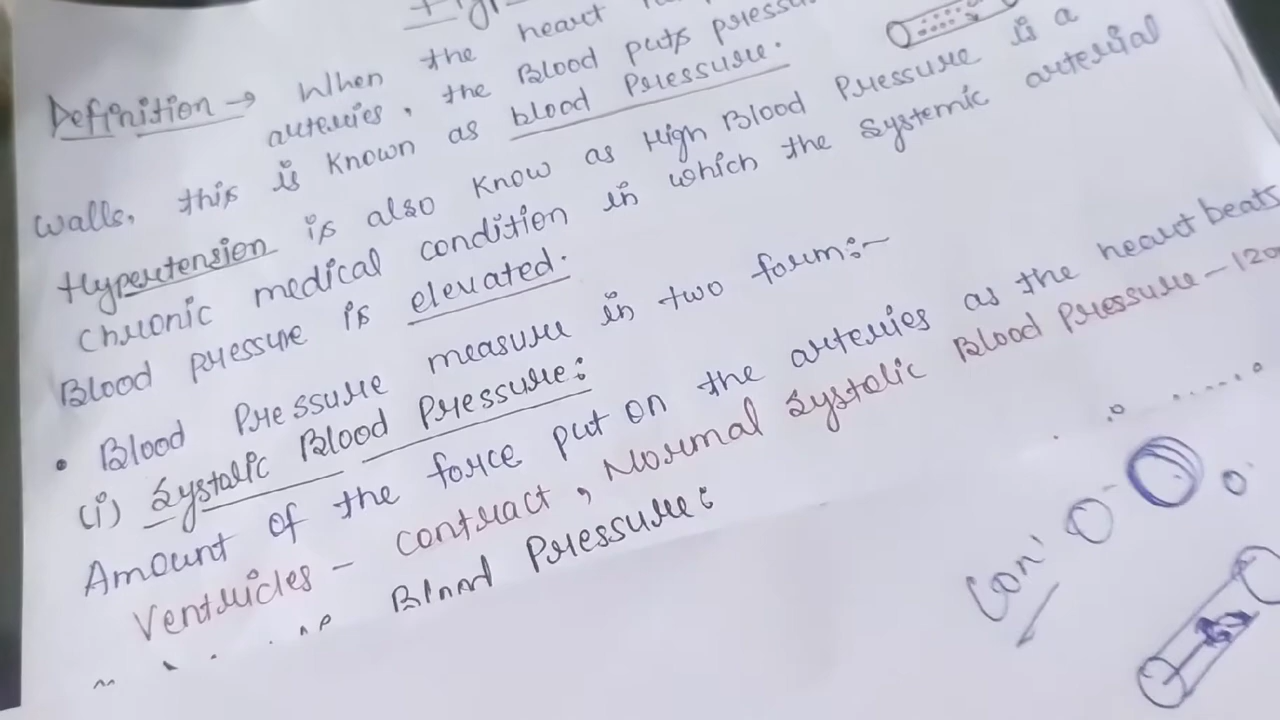 Definition → When the heart
arteries, the Blood puts pressu
walls, this is known as blood Pressure.
Hypertension is also know as High Blood Pressure is a
chronic medical condition in which the systemic arterial
Blood pressure is elevated.
• Blood Pressure measure in two form:-
(i) Systolic Blood Pressure:
Amount of the force put on the arteries as the heart beats
Ventricles - contract, Normal Systolic Blood Pressure - 120
Blood Pressure:
Con'